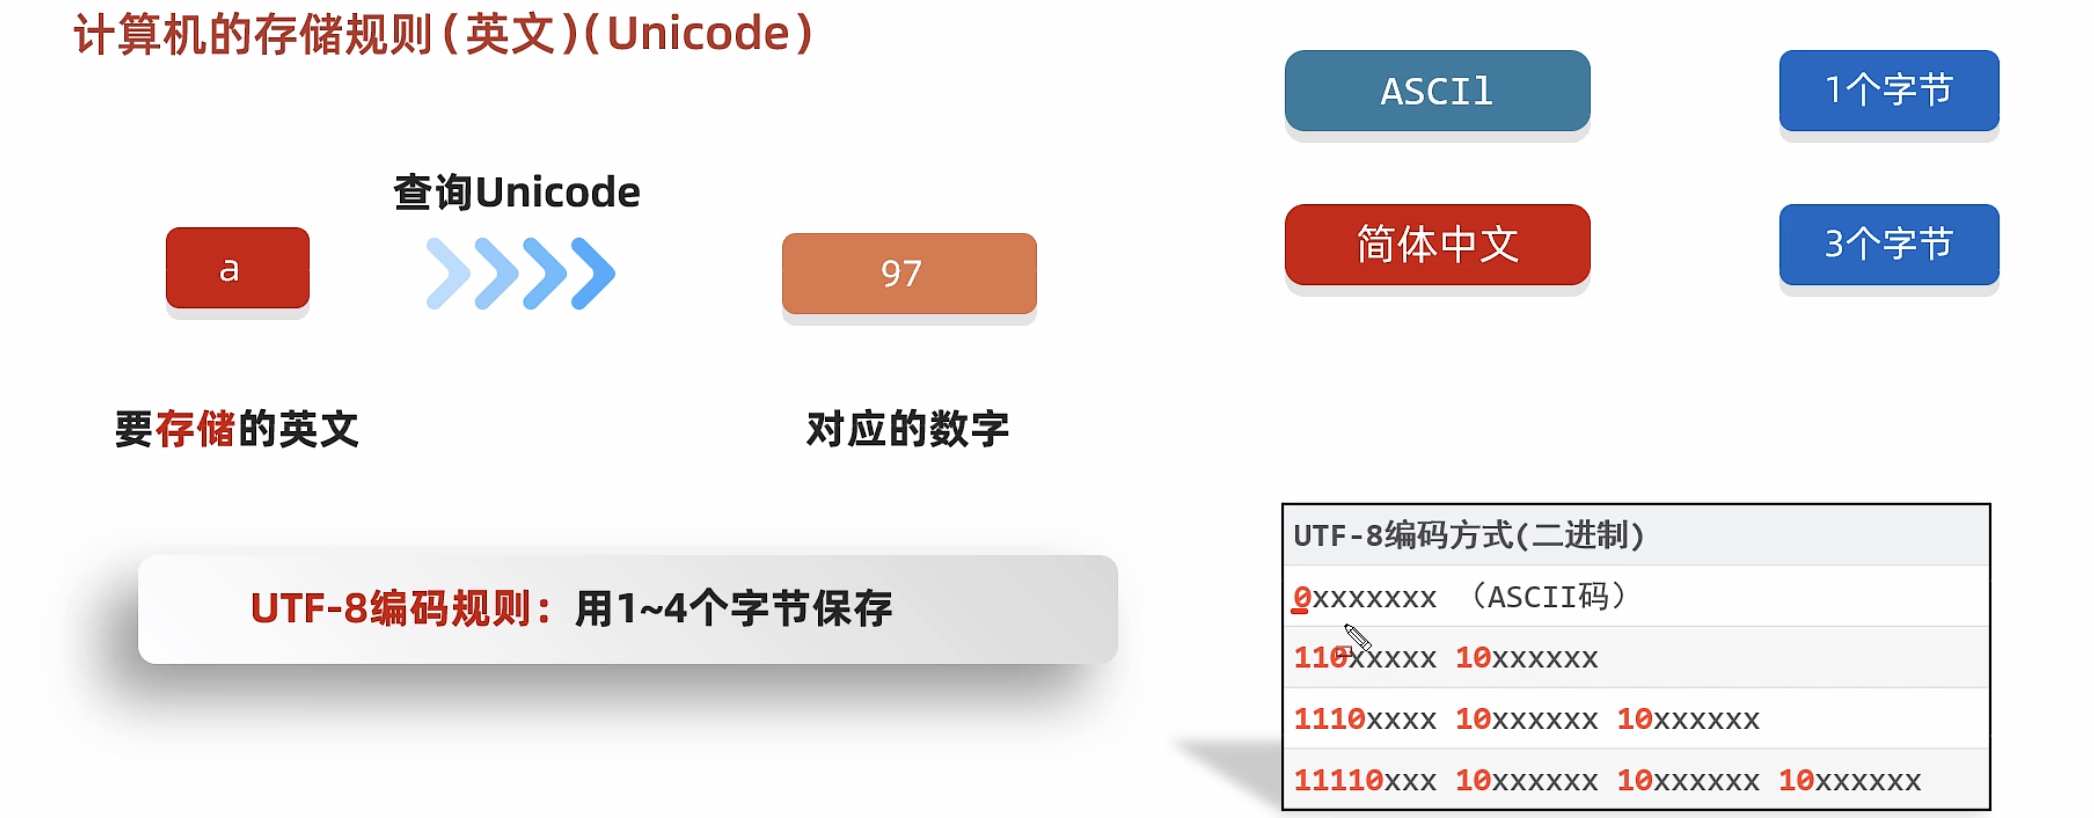 计算机的存储规则(英文)(Unicode)
ASCIl
1个字节
查询Unicode
简体中文
3个字节
a
97
要存储的英文
对应的数字
UTF-8编码规则：用1~4个字节保存
UTF-8编码方式(二进制)
0xxxxxxx （ASCII码）
110xxxxx 10xxxxxx
1110xxxx 10xxxxxx 10xxxxxx
11110xxx 10xxxxxx 10xxxxxx 10xxxxxx